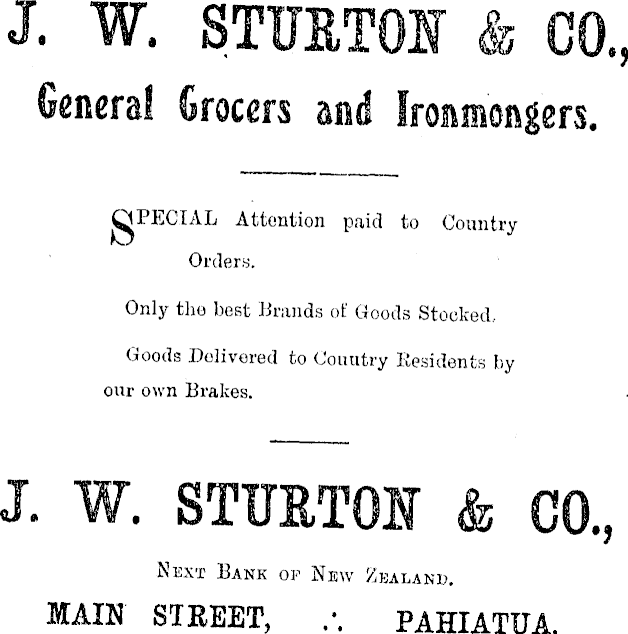 J. W. STURTON & CO.,
General Grocers and Ironmongers.
SPECIAL Attention paid to Country
Orders.
Only the best Brands of Goods Stocked.
Goods Delivered to Country Residents by
our own Brakes.
J. W. STURTON & CO.,
NEXT BANK OF NEW ZEALAND.
MAIN STREET, ∴ PAHIATUA.